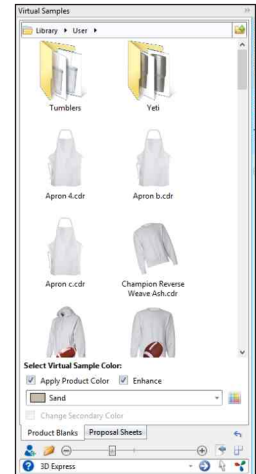 Virtual Samples
Library User
Tumblers Yeti
Apron 4.cdr Apron b.cdr
Apron c.cdr Champion Reverse
Weave Ash.cdr
Select Virtual Sample Color:
Apply Product Color Enhance
Sand
Change Secondary Color
Product Blanks Proposal Sheets
3D Express